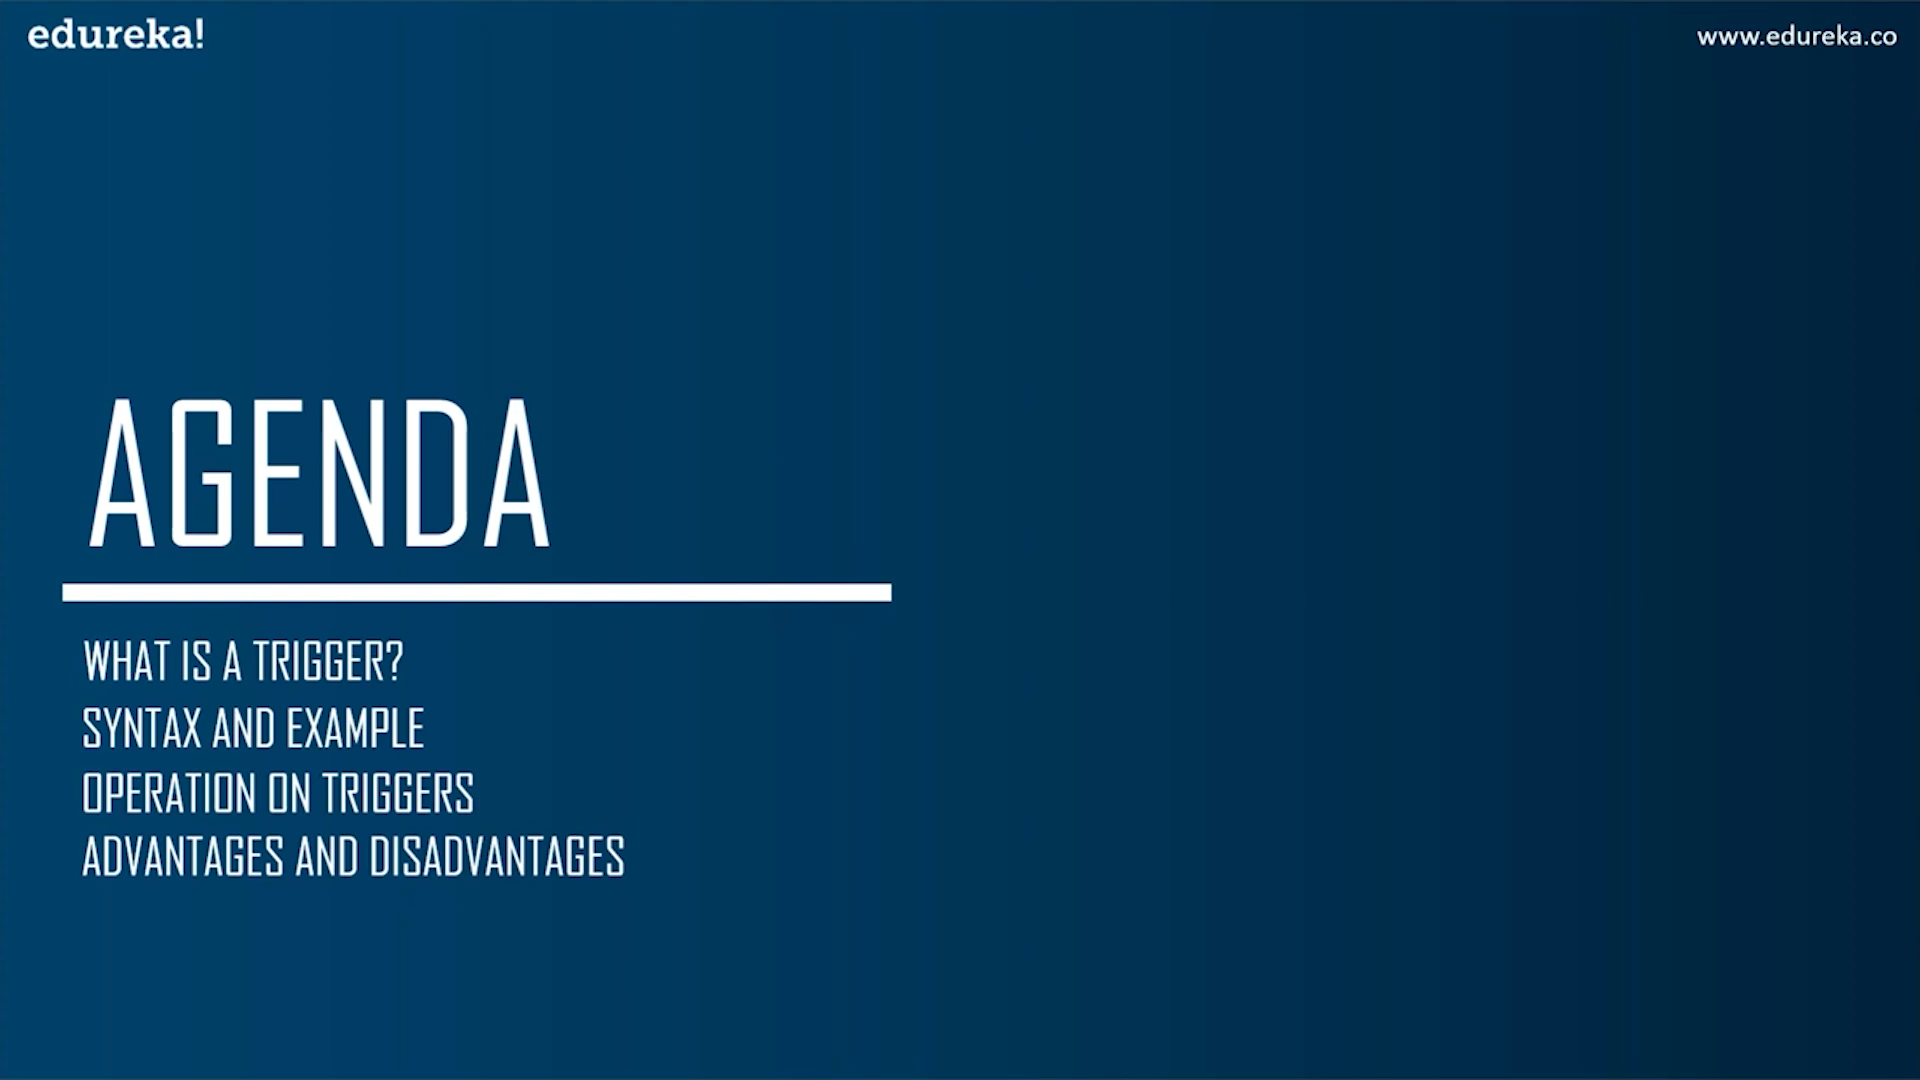 edureka!
www.edureka.co
AGENDA
WHAT IS A TRIGGER?
SYNTAX AND EXAMPLE
OPERATION ON TRIGGERS
ADVANTAGES AND DISADVANTAGES